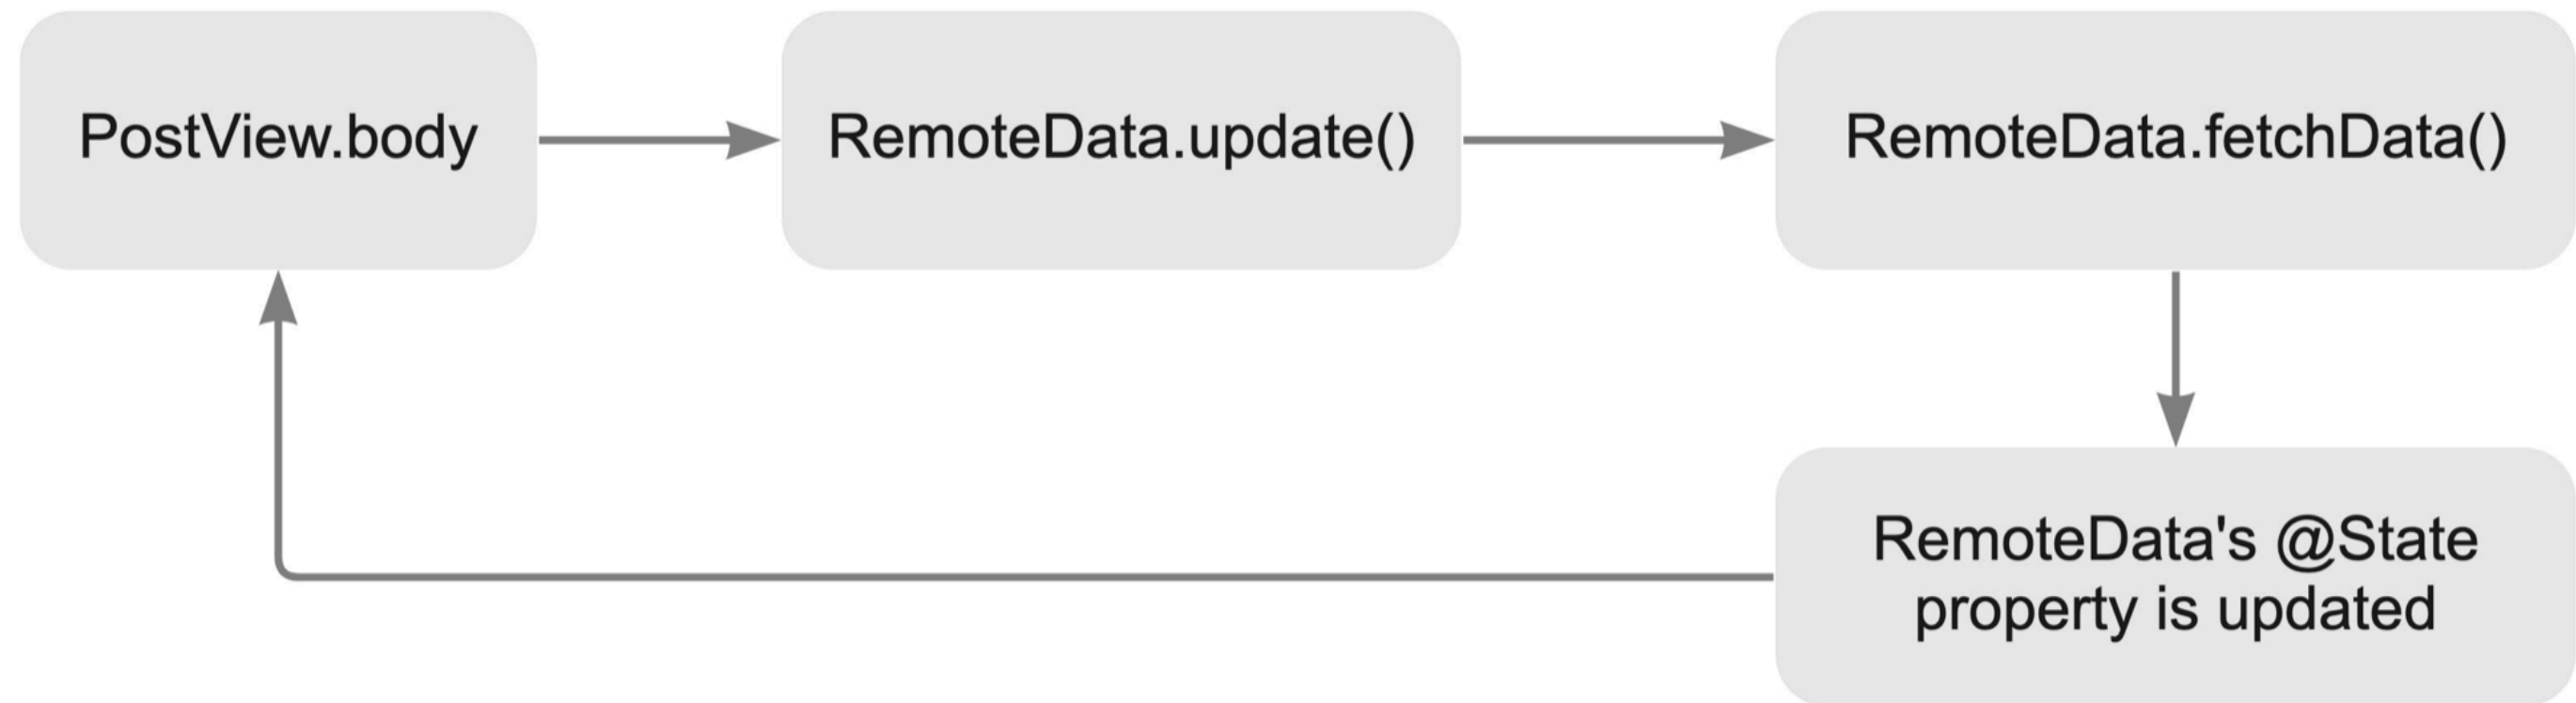 PostView.body
RemoteData.update()
RemoteData.fetchData()
RemoteData's @State
property is updated